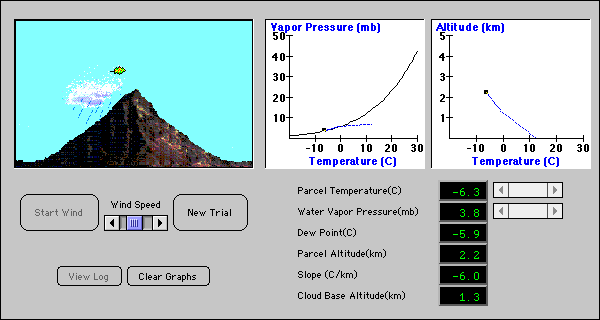 Vapor Pressure (mb)
50
40
30
20
10
-10 0 10 20 30
Temperature (C)
Altitude (km)
5
4
3
2
1
-10 0 10 20 30
Temperature (C)
Start Wind
Wind Speed
New Trial
View Log
Clear Graphs
Parcel Temperature(C) -6.3
Water Vapor Pressure(mb) 3.8
Dew Point(C) -5.9
Parcel Altitude(km) 2.2
Slope (C/km) -6.0
Cloud Base Altitude(km) 1.3